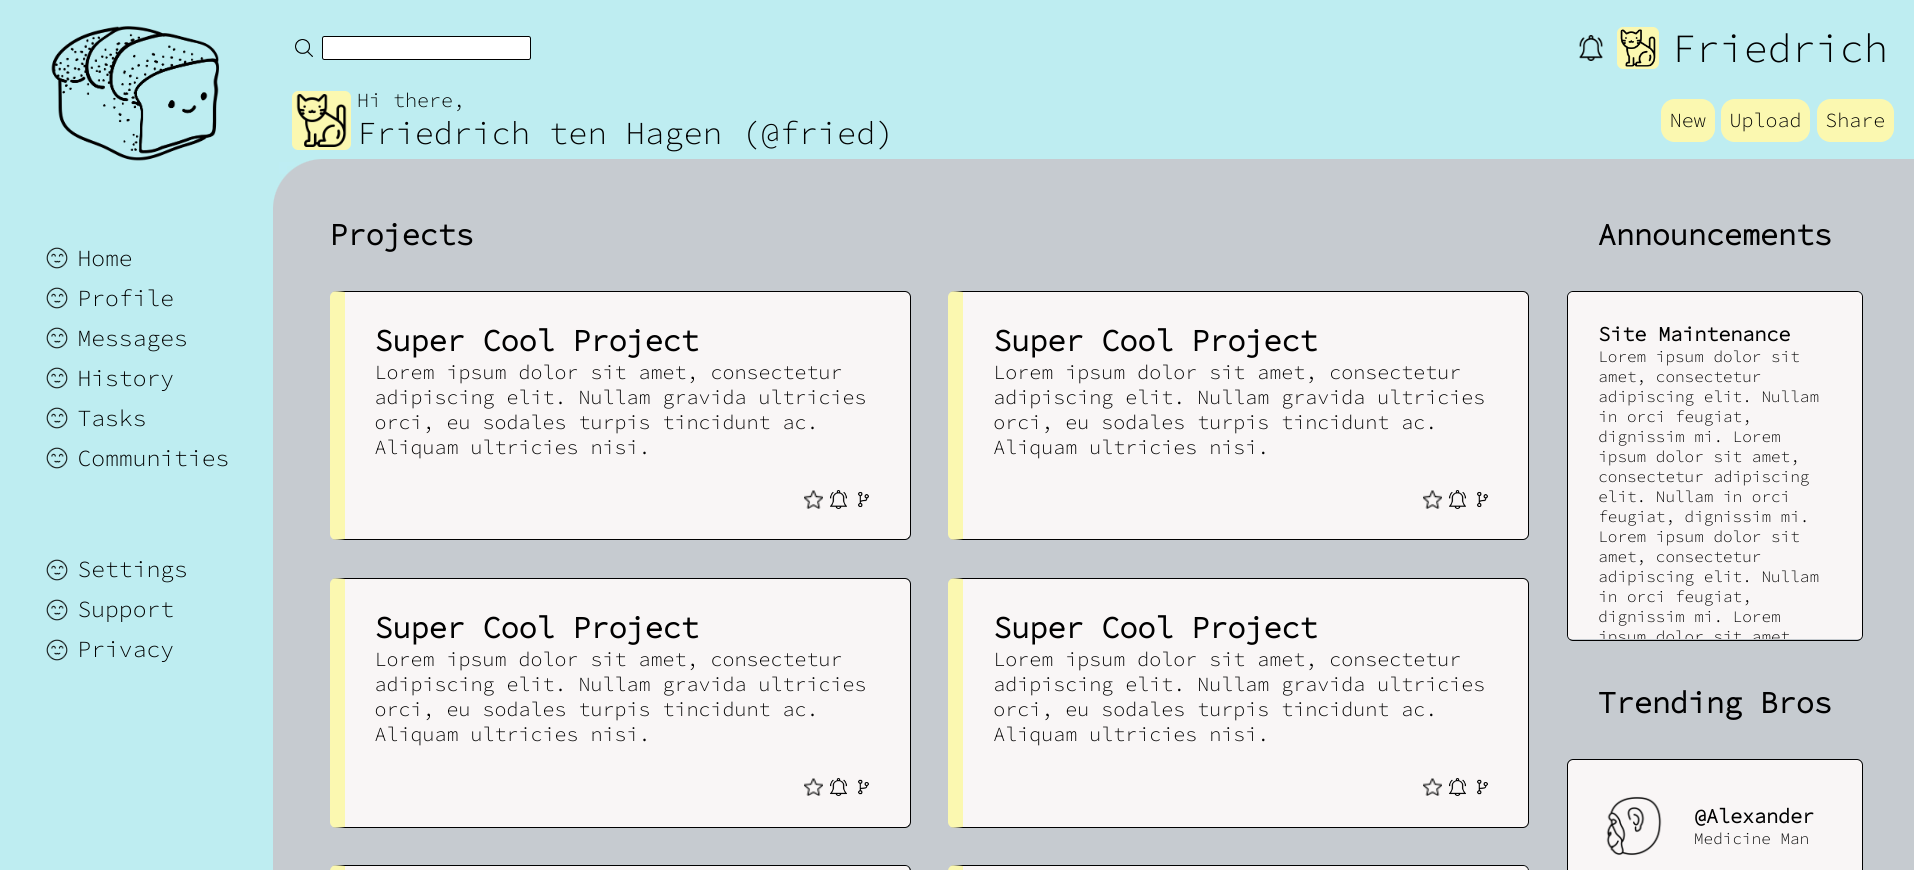 Friedrich
Hi there,
Friedrich ten Hagen (@fried)
New
Upload
Share
Home
Profile
Messages
History
Tasks
Communities
Settings
Support
Privacy
Projects
Super Cool Project
Lorem ipsum dolor sit amet, consectetur
adipiscing elit. Nullam gravida ultricies
orci, eu sodales turpis tincidunt ac.
Aliquam ultricies nisi.
Super Cool Project
Lorem ipsum dolor sit amet, consectetur
adipiscing elit. Nullam gravida ultricies
orci, eu sodales turpis tincidunt ac.
Aliquam ultricies nisi.
Super Cool Project
Lorem ipsum dolor sit amet, consectetur
adipiscing elit. Nullam gravida ultricies
orci, eu sodales turpis tincidunt ac.
Aliquam ultricies nisi.
Super Cool Project
Lorem ipsum dolor sit amet, consectetur
adipiscing elit. Nullam gravida ultricies
orci, eu sodales turpis tincidunt ac.
Aliquam ultricies nisi.
Announcements
Site Maintenance
Lorem ipsum dolor sit
amet, consectetur
adipiscing elit. Nullam
in orci feugiat,
dignissim mi. Lorem
ipsum dolor sit amet,
consectetur adipiscing
elit. Nullam in orci
feugiat, dignissim mi.
Lorem ipsum dolor sit
amet, consectetur
adipiscing elit. Nullam
in orci feugiat,
dignissim mi. Lorem
ipsum dolor sit amet
Trending Bros
@Alexander
Medicine Man